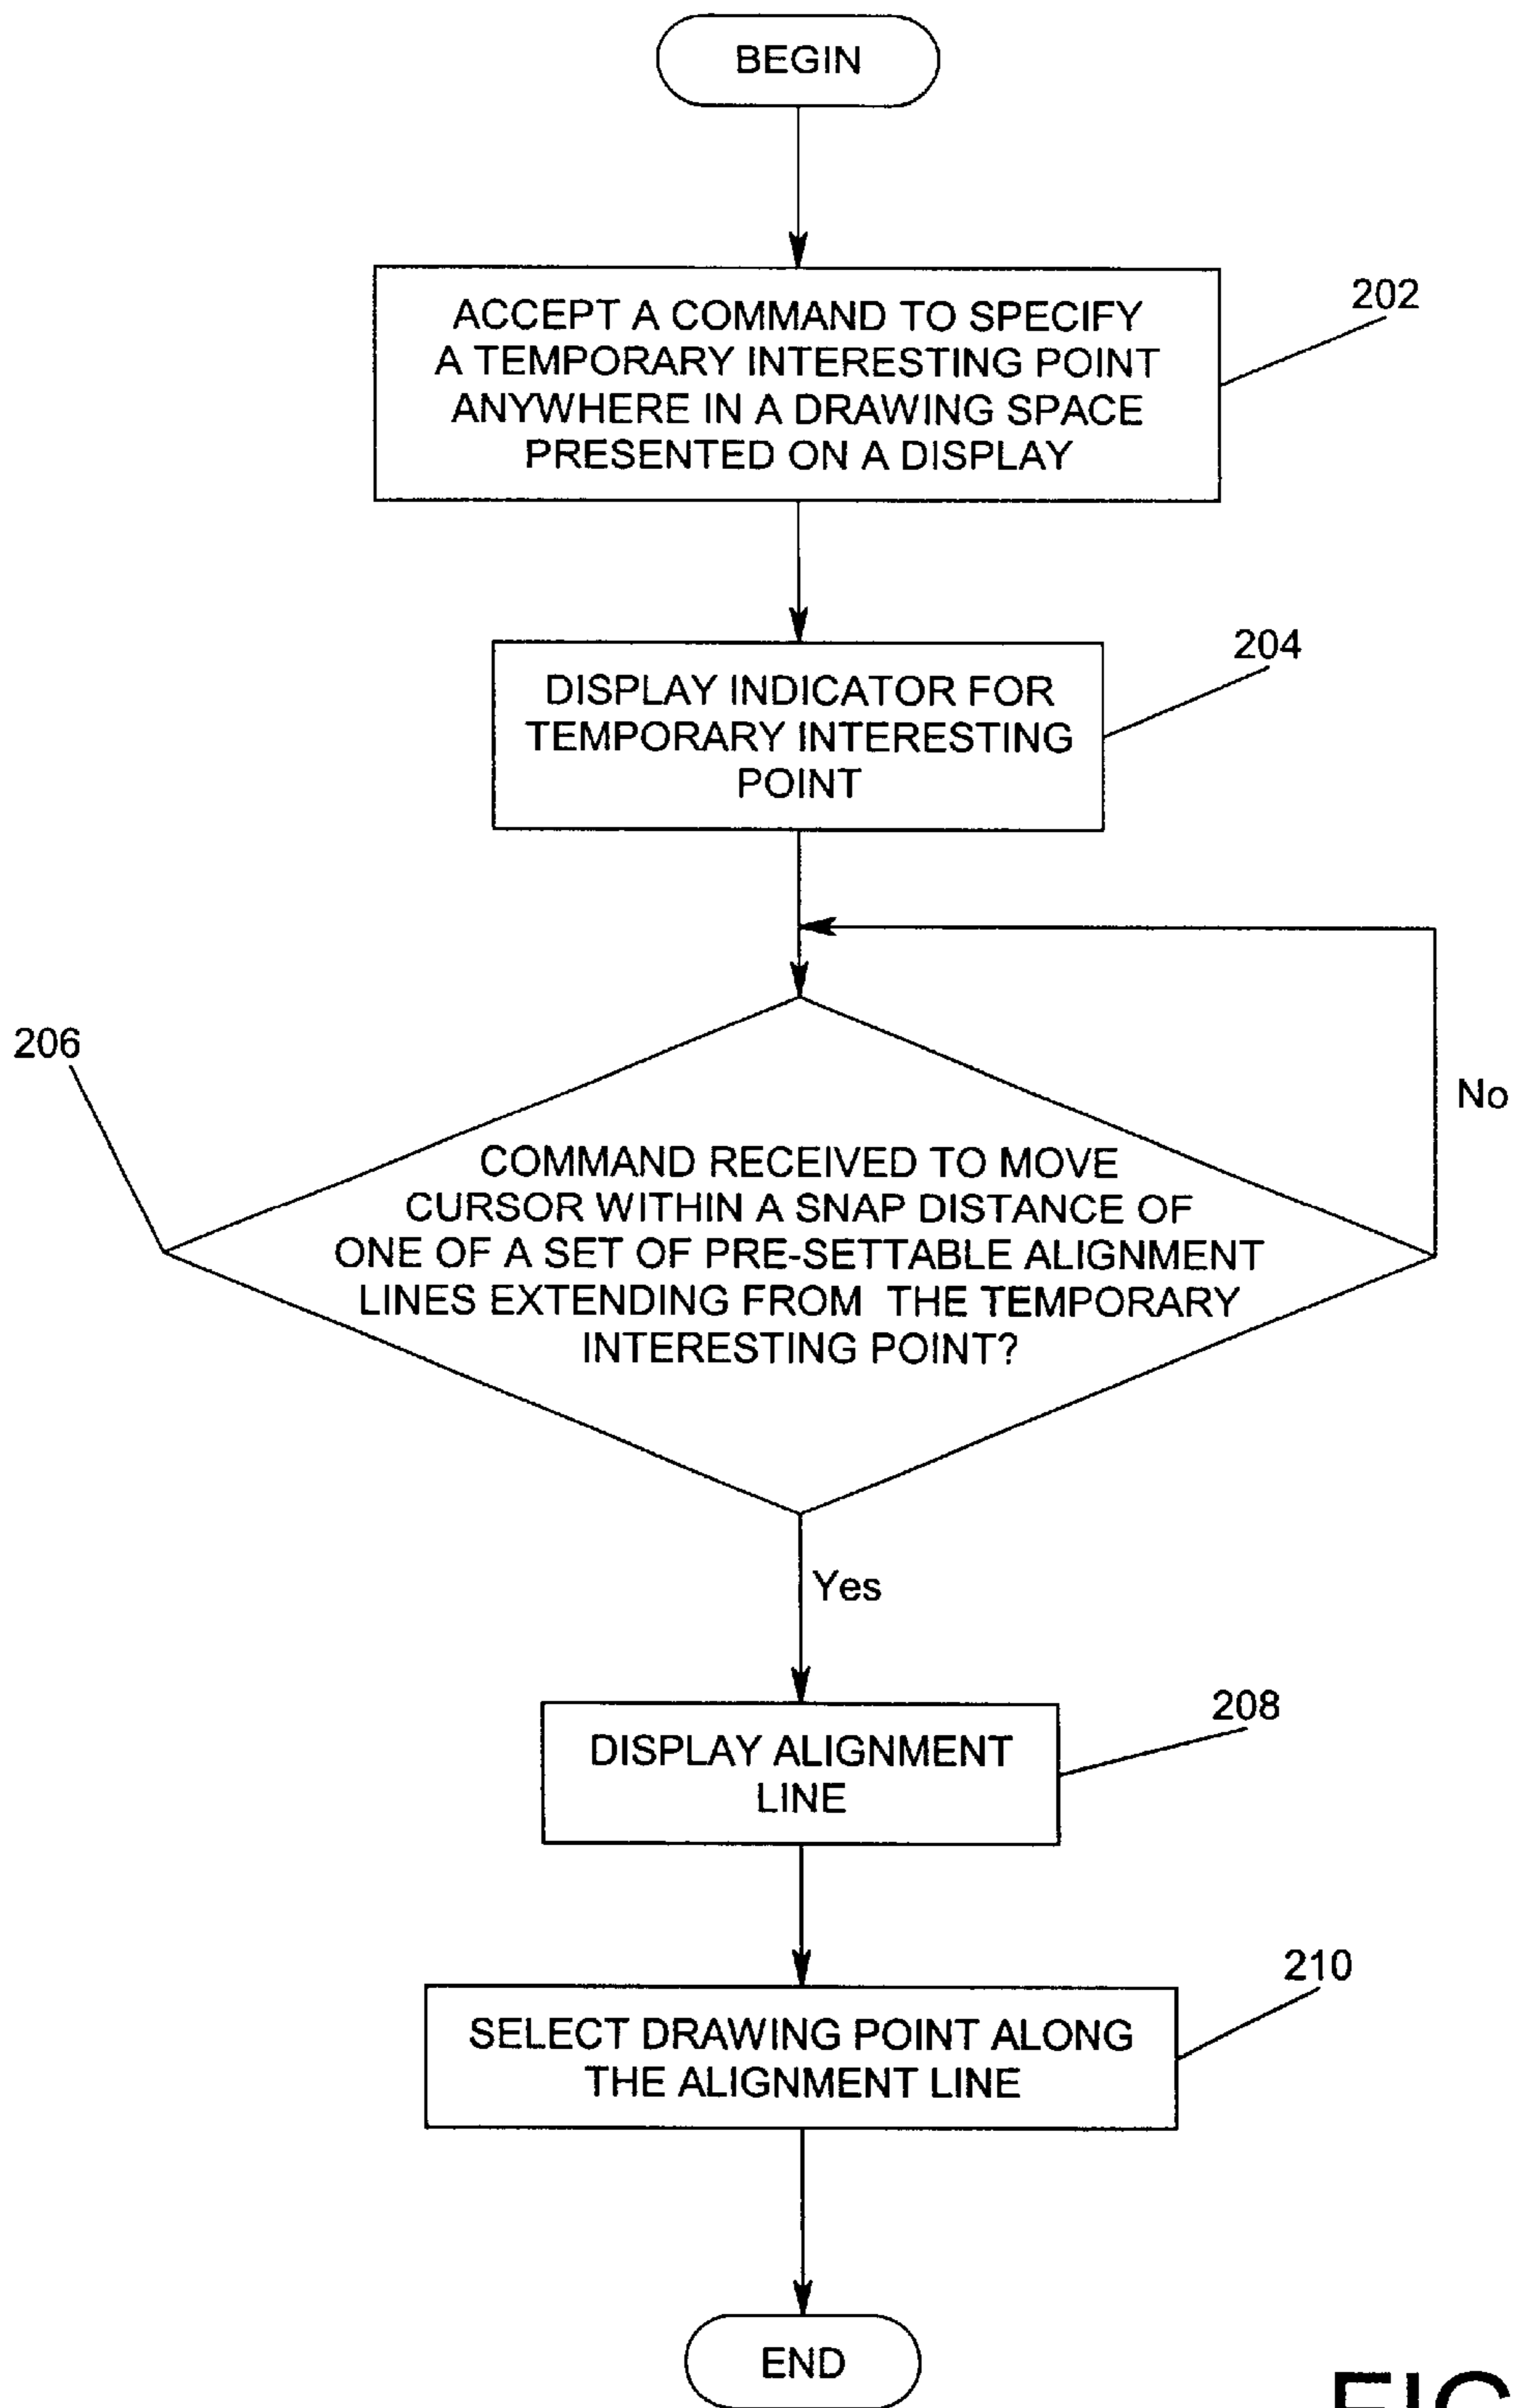 BEGIN
ACCEPT A COMMAND TO SPECIFY
A TEMPORARY INTERESTING POINT
ANYWHERE IN A DRAWING SPACE
PRESENTED ON A DISPLAY
202
DISPLAY INDICATOR FOR
TEMPORARY INTERESTING
POINT
204
206
No
COMMAND RECEIVED TO MOVE
CURSOR WITHIN A SNAP DISTANCE OF
ONE OF A SET OF PRE-SETTABLE ALIGNMENT
LINES EXTENDING FROM THE TEMPORARY
INTERESTING POINT?
Yes
DISPLAY ALIGNMENT
LINE
208
SELECT DRAWING POINT ALONG
THE ALIGNMENT LINE
210
END